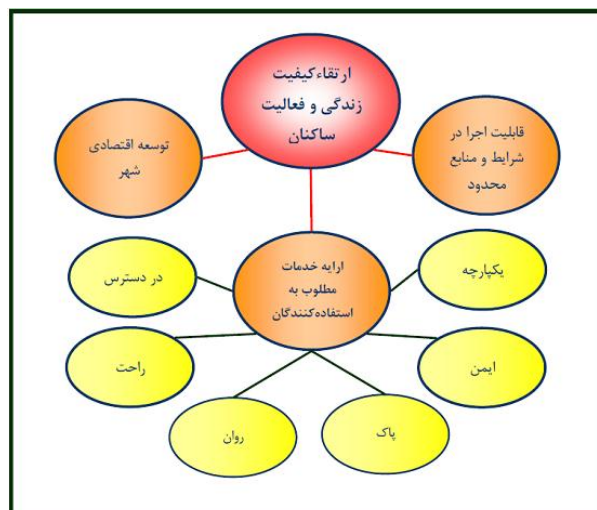 ارتقاءکیفیت
زندگی و فعالیت
ساکنان
قابلیت اجرا در
شرایط و منابع
محدود
توسعه اقتصادی
شهر
ارایه خدمات
مطلوب به
استفاده‌کنندگان
یکپارچه
در دسترس
ایمن
راحت
پاک
روان